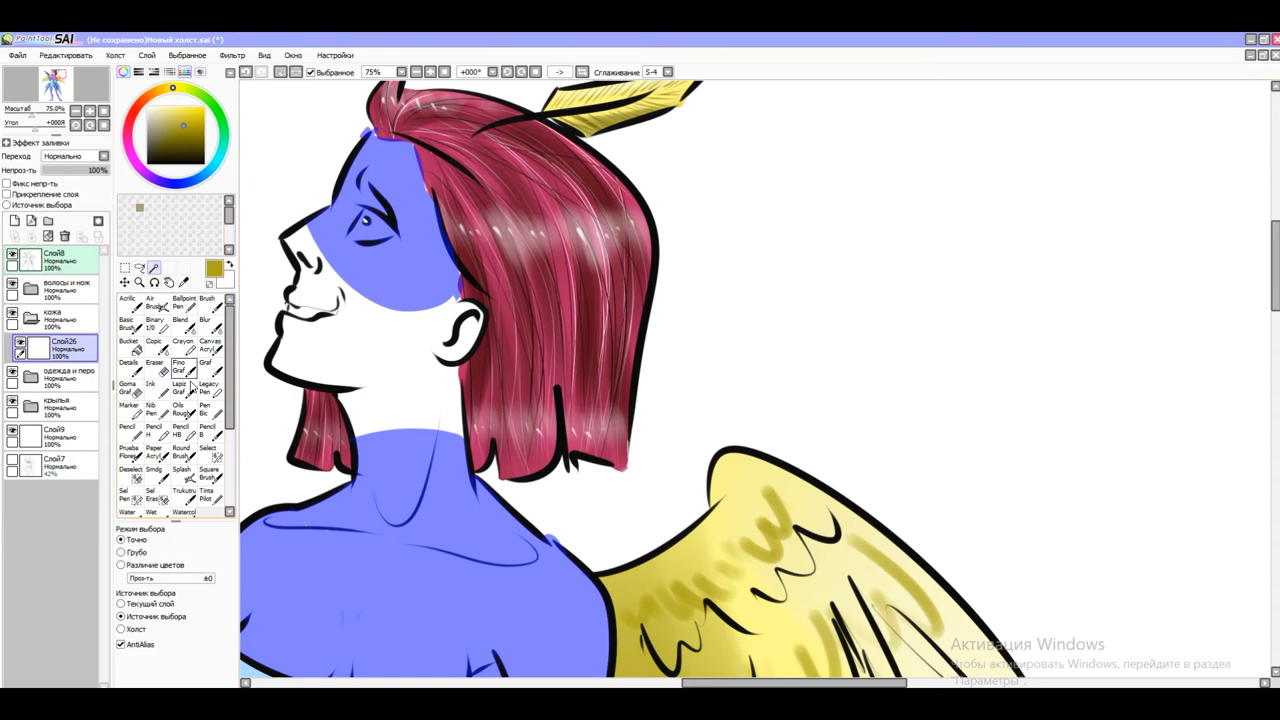 PaintTool SAI (Не сохранено)Новый холст.sai (*)
Файл Редактировать Холст Слой Выбранное Фильтр Вид Окно Настройки
Выбранное 75% +000° -> Сглаживание S-4
Масштаб 75.0%
Угол +000Я
Эффект заливки
Переход Нормально
Непроз-ть 100%
Фикс непр-ть
Прикрепление слоя
Источник выбора
Слой8
Нормально
100%
волосы и нож
Нормально
100%
кожа
Нормально
100%
Слой26
Нормально
100%
одежда и перо
Нормально
100%
крылья
Нормально
100%
Слой9
Нормально
100%
Слой7
Нормально
42%
Acrilic Air Brush Ballpoint Pen Brush
Basic Brush Binary 1/0 Blend Blur
Bucket Copic Crayon Canvas Acryl
Details Eraser Fino Graf Graf
Goma Graf Ink Lapiz Graf Legacy Pen
Marker Nib Pen Oils Rough Pen Bic
Pencil Pencil H Pencil HB Pencil B
Prueba Flores Paper Acryl Round Brush Select
Deselect Smdg Splash Square Brush
Sel Pen Sel Eras Trukutru Tinta Pilot
Water Wet Watercol
Режим выбора
Точно
Грубо
Различие цветов
Проз-ть ±0
Источник выбора
Текущий слой
Источник выбора
Холст
AntiAlias
Активация Windows
Чтобы активировать Windows, перейдите в раздел
"Параметры".